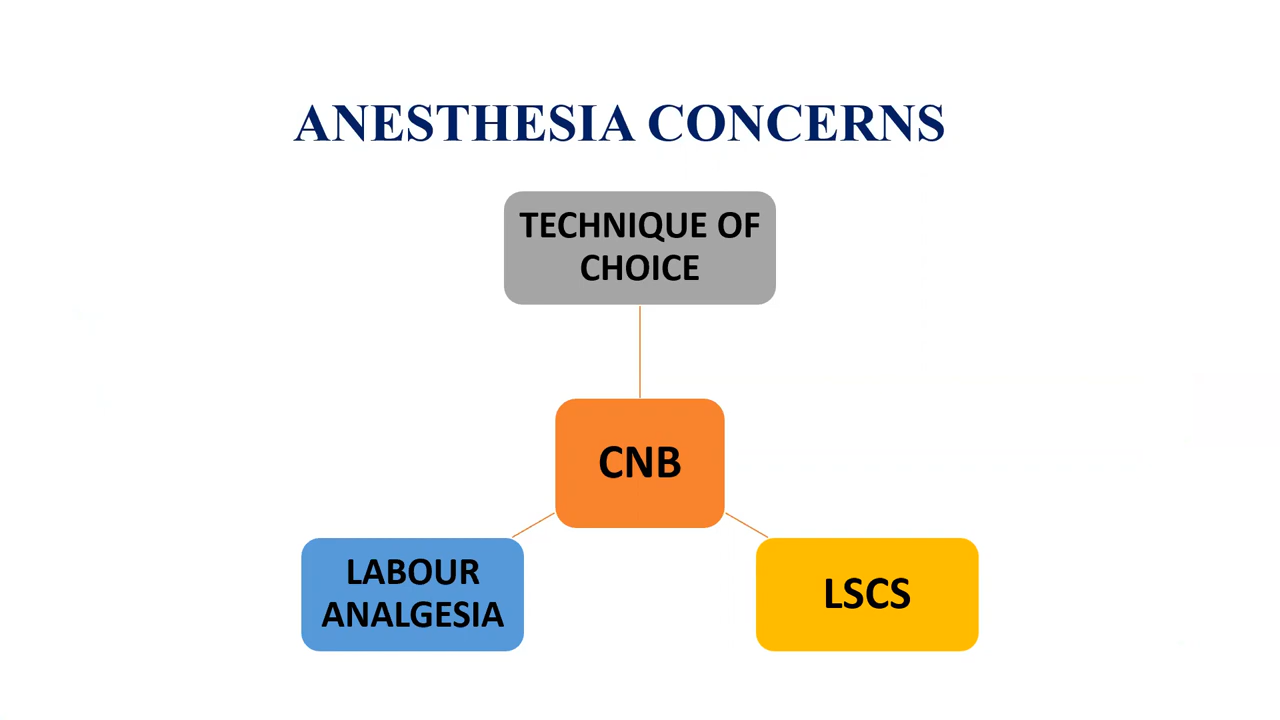 ANESTHESIA CONCERNS
TECHNIQUE OF
CHOICE
CNB
LABOUR
ANALGESIA
LSCS